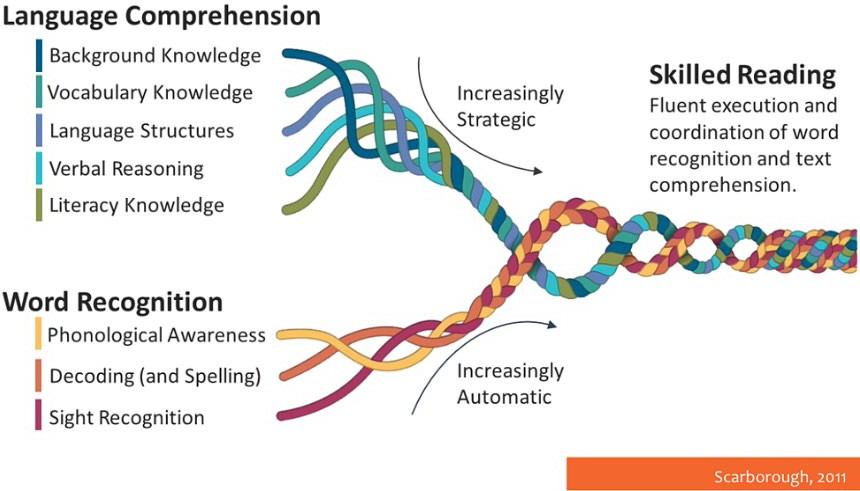 Language Comprehension
Background Knowledge
Vocabulary Knowledge
Language Structures
Verbal Reasoning
Literacy Knowledge
Increasingly
Strategic
Skilled Reading
Fluent execution and
coordination of word
recognition and text
comprehension.
Word Recognition
Phonological Awareness
Decoding (and Spelling)
Sight Recognition
Increasingly
Automatic
Scarborough, 2011